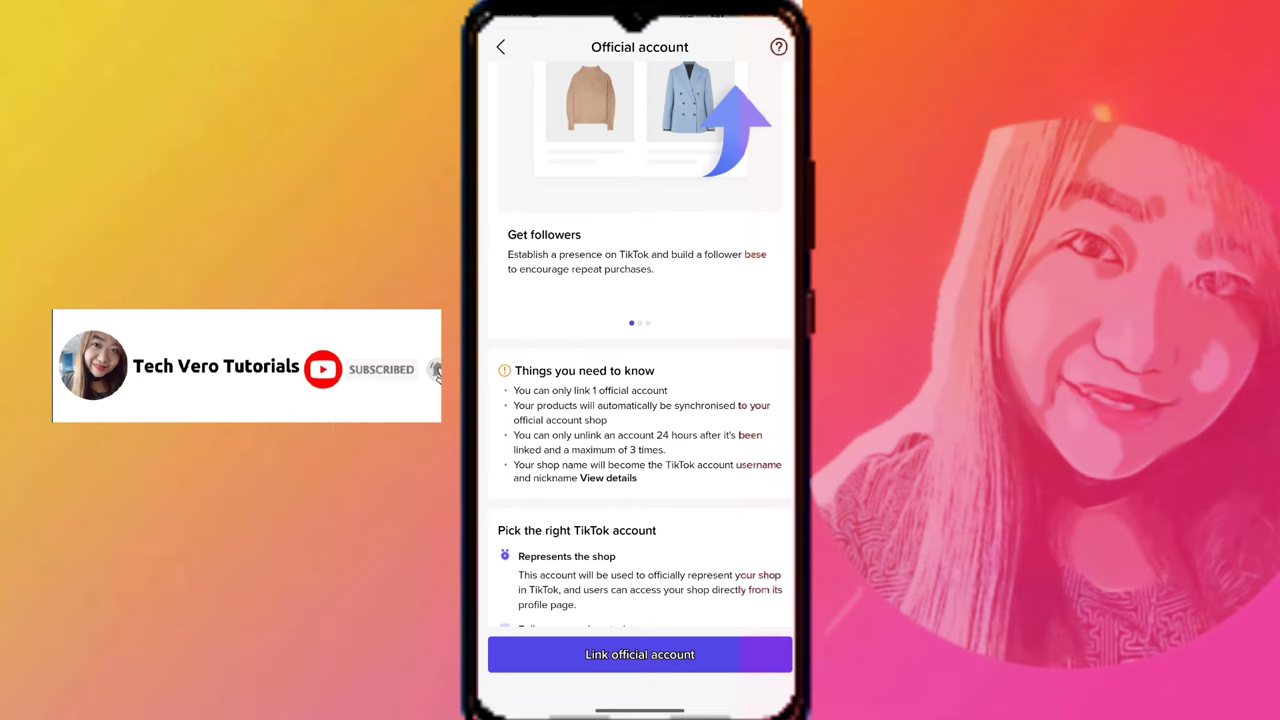 Official account
Get followers
Establish a presence on TikTok and build a follower base
to encourage repeat purchases.
Things you need to know
• You can only link 1 official account
• Your products will automatically be synchronised to your
official account shop
• You can only unlink an account 24 hours after it's been
linked and a maximum of 3 times.
• Your shop name will become the TikTok account username
and nickname View details
Pick the right TikTok account
Represents the shop
This account will be used to officially represent your shop
in TikTok, and users can access your shop directly from its
profile page.
Link official account
Tech Vero Tutorials
SUBSCRIBED